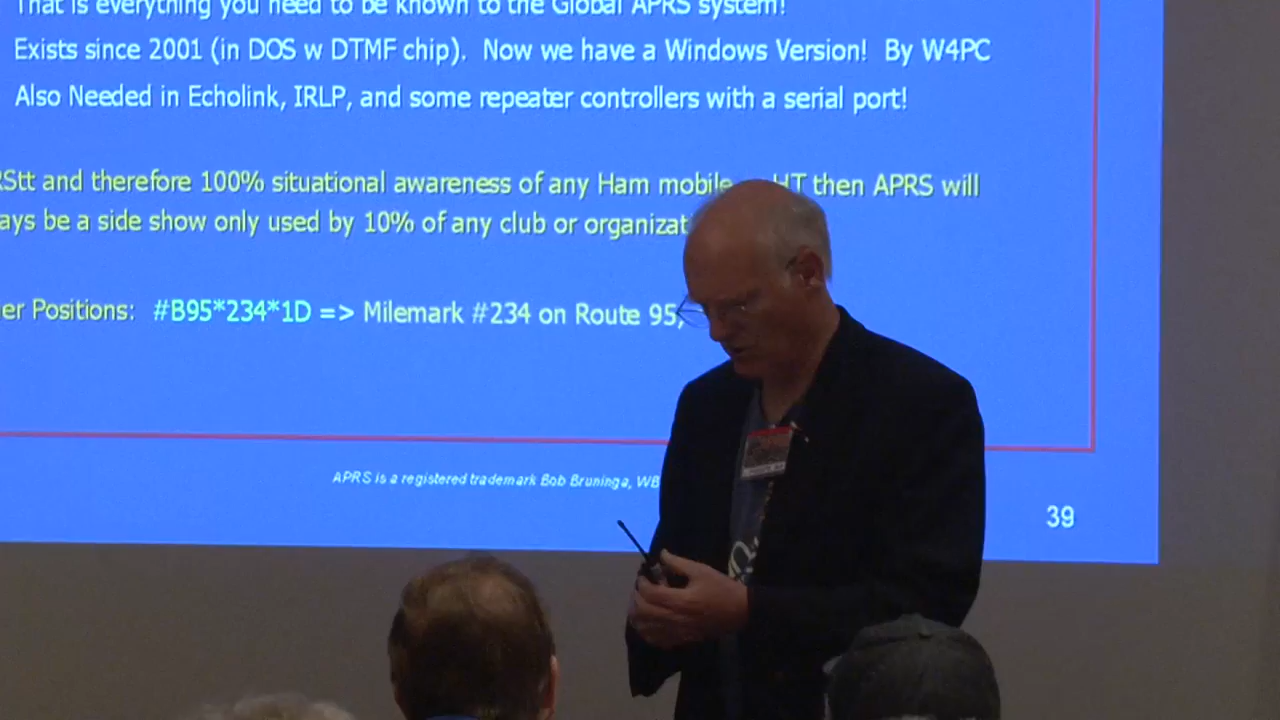 That is everything you need to be known to the Global APRS system!
Exists since 2001 (in DOS w DTMF chip). Now we have a Windows Version! By W4PC
Also Needed in Echolink, IRLP, and some repeater controllers with a serial port!
RStt and therefore 100% situational awareness of any Ham mobile HT then APRS will
ays be a side show only used by 10% of any club or organizat
er Positions: #B95*234*1D => Milemark #234 on Route 95,
APRS is a registered trademark Bob Bruninga, WB
39